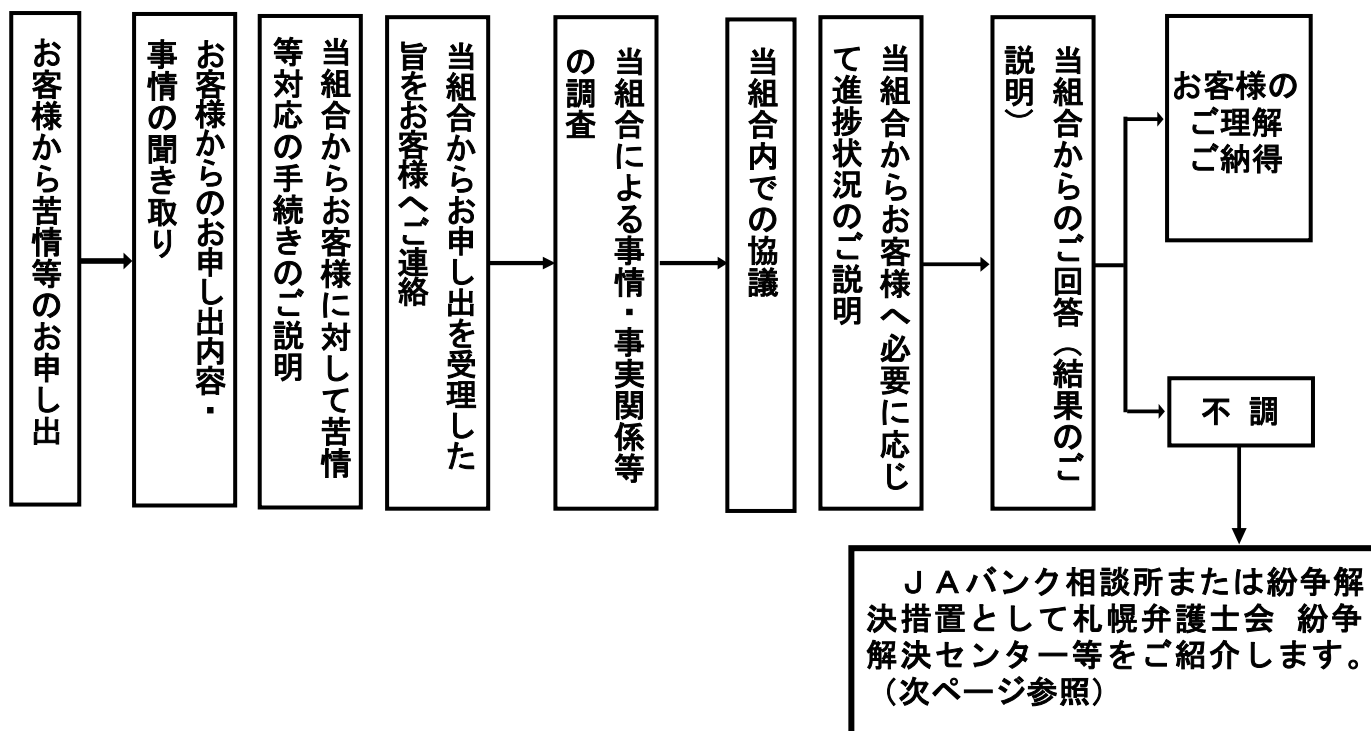 お客様から苦情等のお申し出
お客様からのお申し出内容・
事情の聞き取り
当組合からお客様に対して苦情
等対応の手続きのご説明
当組合からお申し出を受理した
旨をお客様へご連絡
当組合による事情・事実関係等
の調査
当組合内での協議
当組合からお客様へ必要に応じ
て進捗状況のご説明
当組合からのご回答（結果のご
説明）
お客様の
ご理解
ご納得
不 調
ＪＡバンク相談所または紛争解
決措置として札幌弁護士会 紛争
解決センター等をご紹介します。
（次ページ参照）